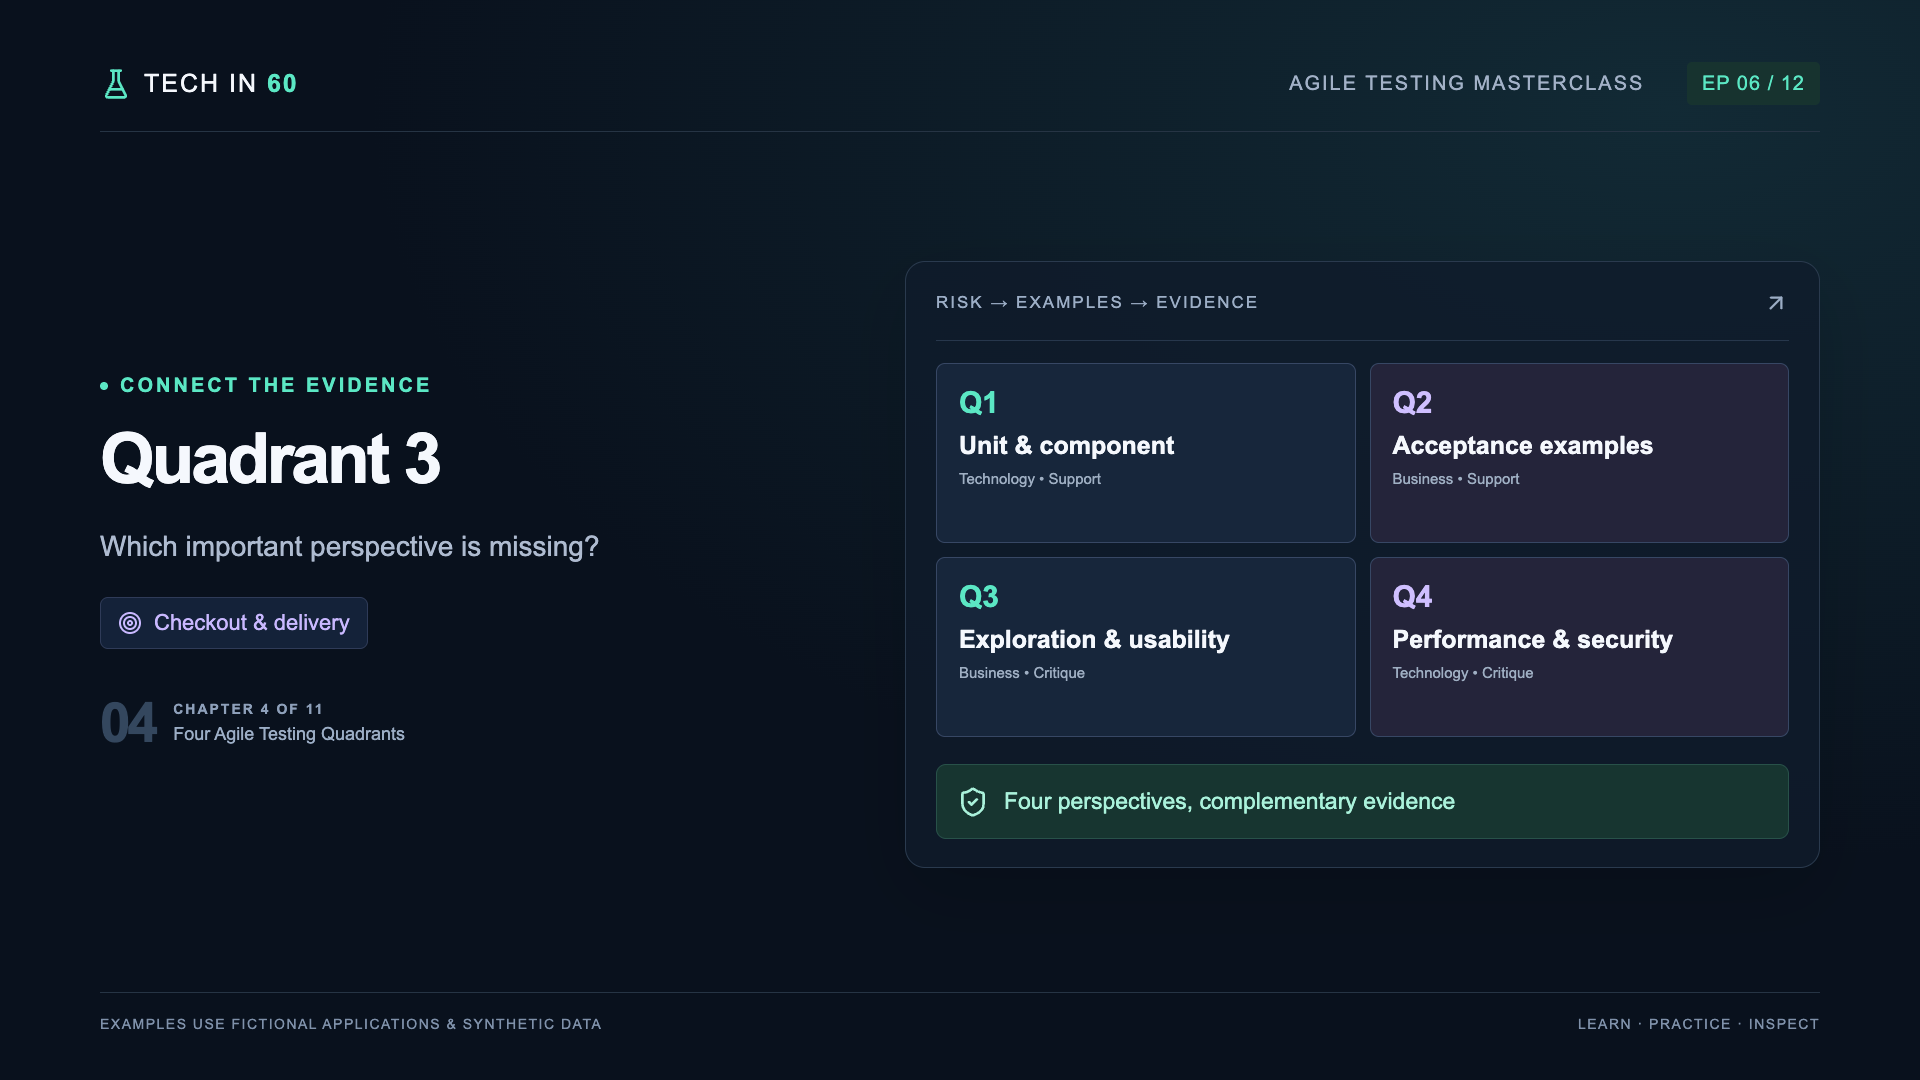 TECH IN 60
AGILE TESTING MASTERCLASS
EP 06 / 12
• CONNECT THE EVIDENCE
Quadrant 3
Which important perspective is missing?
Checkout & delivery
04
CHAPTER 4 OF 11
Four Agile Testing Quadrants
RISK → EXAMPLES → EVIDENCE
Q1
Unit & component
Technology • Support
Q2
Acceptance examples
Business • Support
Q3
Exploration & usability
Business • Critique
Q4
Performance & security
Technology • Critique
Four perspectives, complementary evidence
EXAMPLES USE FICTIONAL APPLICATIONS & SYNTHETIC DATA
LEARN · PRACTICE · INSPECT